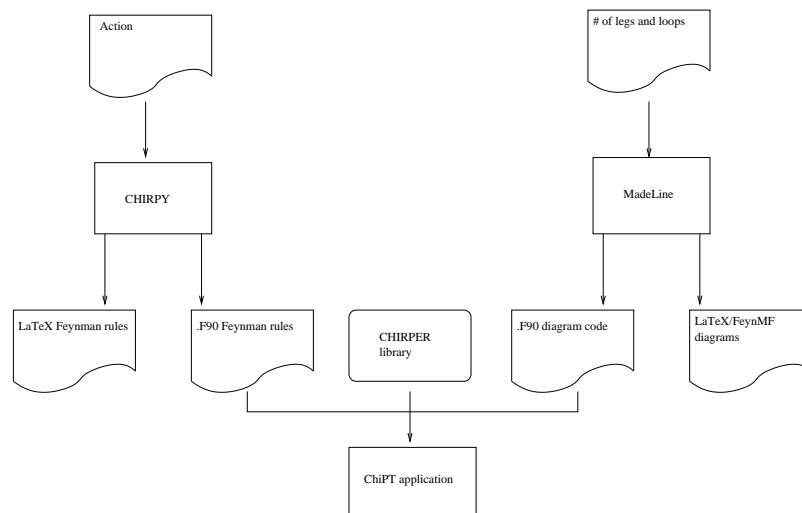 Action
# of legs and loops
CHIRPY
MadeLine
LaTeX Feynman rules
.F90 Feynman rules
CHIRPER
library
.F90 diagram code
LaTeX/FeynMF
diagrams
ChiPT application